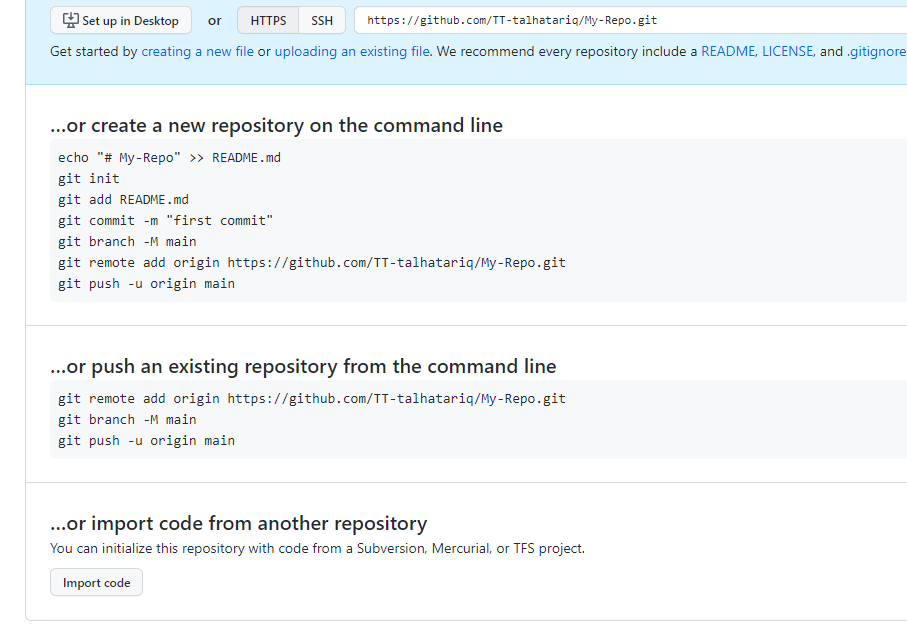 Set up in Desktop or HTTPS SSH https://github.com/TT-talhatariq/My-Repo.git
Get started by creating a new file or uploading an existing file. We recommend every repository include a README, LICENSE, and .gitignore
...or create a new repository on the command line
echo "# My-Repo" >> README.md
git init
git add README.md
git commit -m "first commit"
git branch -M main
git remote add origin https://github.com/TT-talhatariq/My-Repo.git
git push -u origin main
...or push an existing repository from the command line
git remote add origin https://github.com/TT-talhatariq/My-Repo.git
git branch -M main
git push -u origin main
...or import code from another repository
You can initialize this repository with code from a Subversion, Mercurial, or TFS project.
Import code